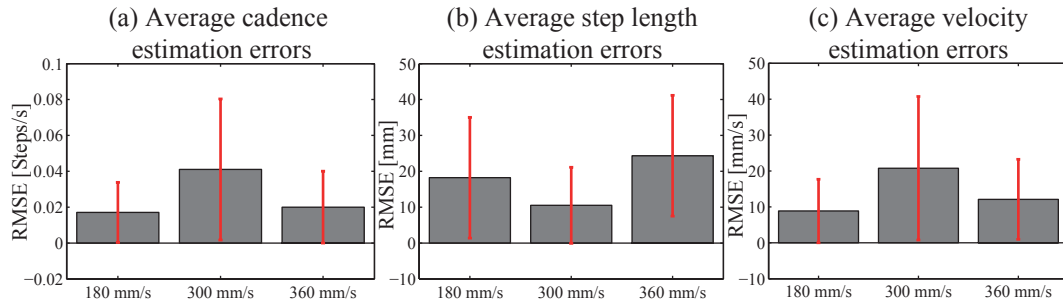 (a) Average cadence
estimation errors
0.1
0.08
0.06
0.04
0.02
0
−0.02
RMSE [Steps/s]
180 mm/s 300 mm/s 360 mm/s
(b) Average step length
estimation errors
50
40
30
20
10
0
−10
RMSE [mm]
180 mm/s 300 mm/s 360 mm/s
(c) Average velocity
estimation errors
50
40
30
20
10
0
−10
RMSE [mm/s]
180 mm/s 300 mm/s 360 mm/s